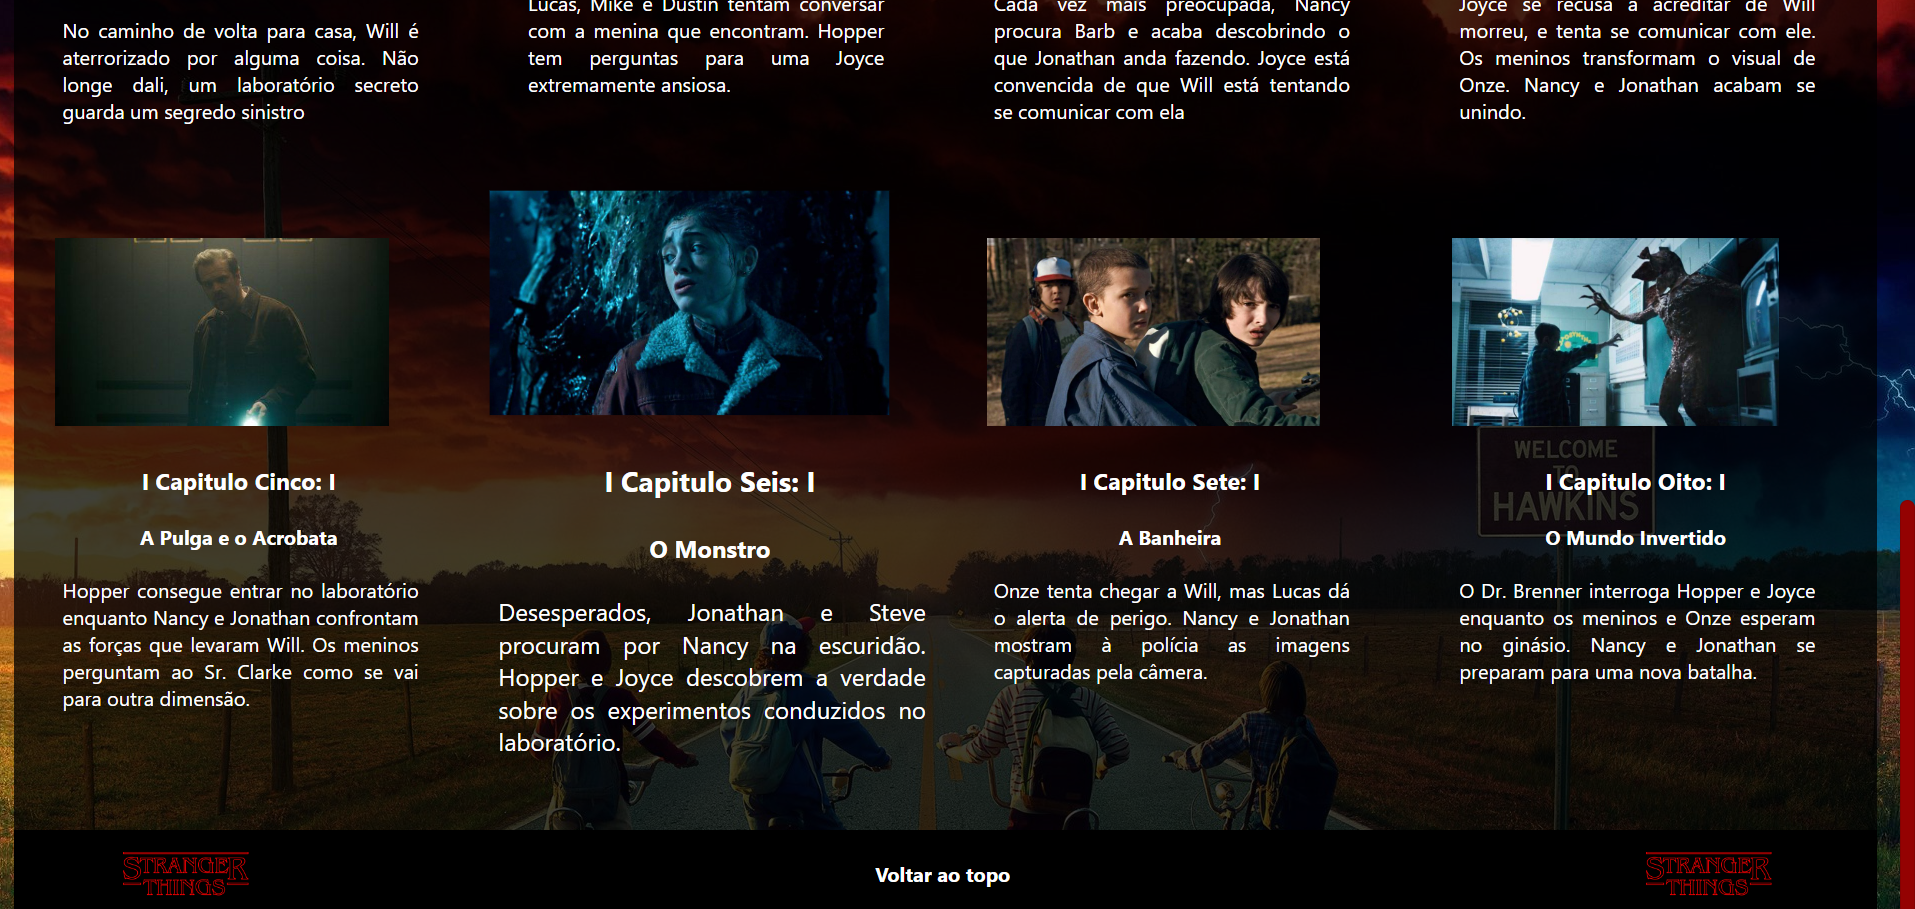 No caminho de volta para casa, Will é
aterrorizado por alguma coisa. Não
longe dali, um laboratório secreto
guarda um segredo sinistro
Lucas, Mike e Dustin tentam conversar
com a menina que encontram. Hopper
tem perguntas para uma Joyce
extremamente ansiosa.
Cada vez mais preocupada, Nancy
procura Barb e acaba descobrindo o
que Jonathan anda fazendo. Joyce está
convencida de que Will está tentando
se comunicar com ela
Joyce se recusa a acreditar de Will
morreu, e tenta se comunicar com ele.
Os meninos transformam o visual de
Onze. Nancy e Jonathan acabam se
unindo.
I Capitulo Cinco: I
A Pulga e o Acrobata
Hopper consegue entrar no laboratório
enquanto Nancy e Jonathan confrontam
as forças que levaram Will. Os meninos
perguntam ao Sr. Clarke como se vai
para outra dimensão.
I Capitulo Seis: I
O Monstro
Desesperados, Jonathan e Steve
procuram por Nancy na escuridão.
Hopper e Joyce descobrem a verdade
sobre os experimentos conduzidos no
laboratório.
I Capitulo Sete: I
A Banheira
Onze tenta chegar a Will, mas Lucas dá
o alerta de perigo. Nancy e Jonathan
mostram à polícia as imagens
capturadas pela câmera.
WELCOME
TO
HAWKINS
I Capitulo Oito: I
O Mundo Invertido
O Dr. Brenner interroga Hopper e Joyce
enquanto os meninos e Onze esperam
no ginásio. Nancy e Jonathan se
preparam para uma nova batalha.
STRANGER
THINGS
Voltar ao topo
STRANGER
THINGS